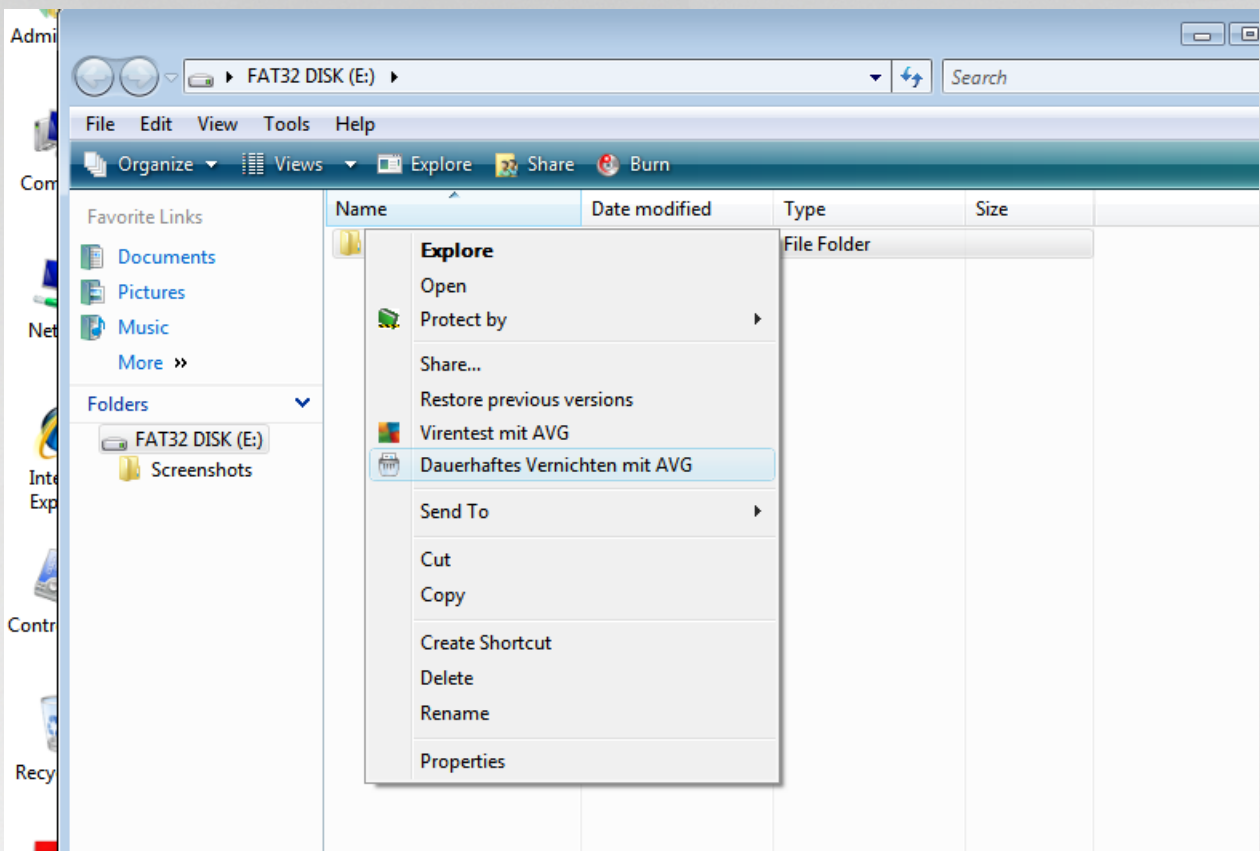 Admi
FAT32 DISK (E:)
Search
File Edit View Tools Help
Organize Views Explore Share Burn
Com
Favorite Links
Name Date modified Type Size
File Folder
Documents
Pictures
Music
More »
Net
Folders
FAT32 DISK (E:)
Screenshots
Inte
Exp
Contr
Recy
Explore
Open
Protect by
Share...
Restore previous versions
Virentest mit AVG
Dauerhaftes Vernichten mit AVG
Send To
Cut
Copy
Create Shortcut
Delete
Rename
Properties